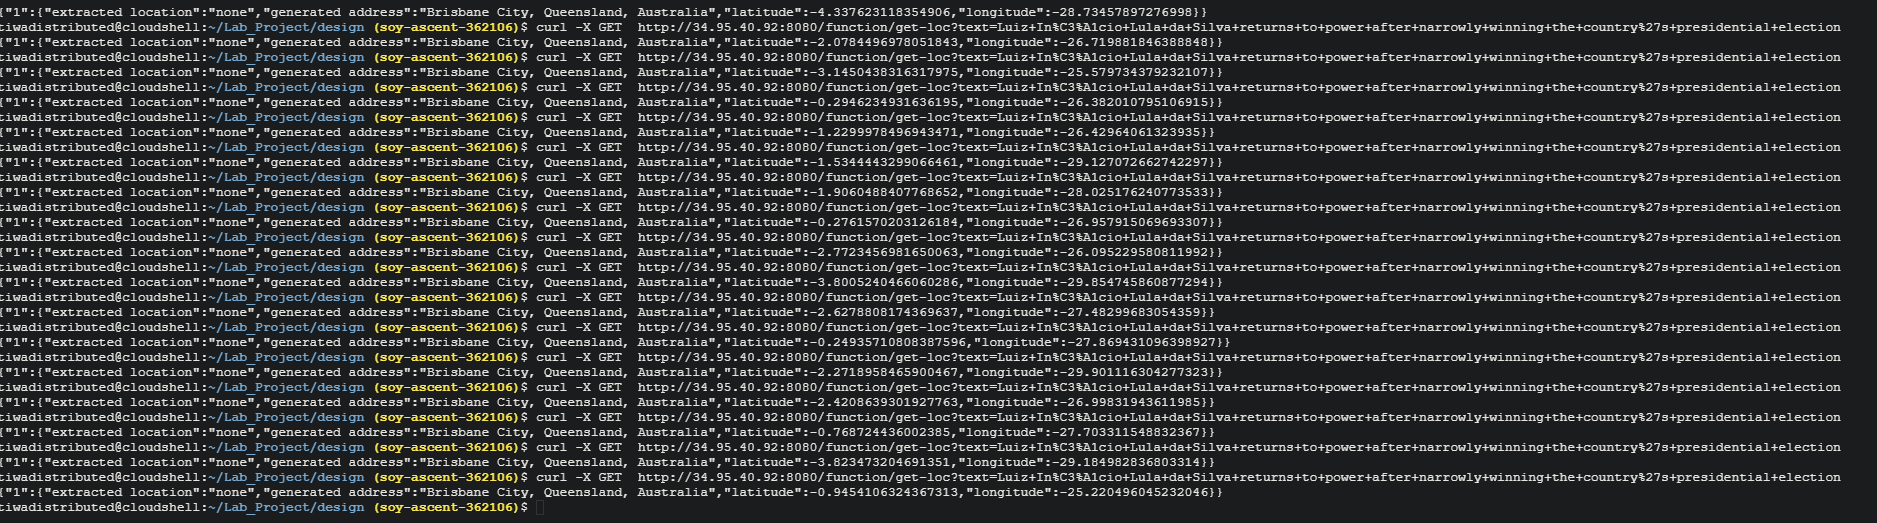 {"1":{"extracted location":"none","generated address":"Brisbane City, Queensland, Australia","latitude":-4.337623118354906,"longitude":-28.73457897276998}}
tiwadistributed@cloudshell:~/Lab_Project/design (soy-ascent-362106)$ curl -X GET  http://34.95.40.92:8080/function/get-loc?text=Luiz+In%C3%A1cio+Lula+da+Silva+returns+to+power+after+narrowly+winning+the+country%27s+presidential+election
{"1":{"extracted location":"none","generated address":"Brisbane City, Queensland, Australia","latitude":-2.0784496978051843,"longitude":-26.719881846388848}}
tiwadistributed@cloudshell:~/Lab_Project/design (soy-ascent-362106)$ curl -X GET  http://34.95.40.92:8080/function/get-loc?text=Luiz+In%C3%A1cio+Lula+da+Silva+returns+to+power+after+narrowly+winning+the+country%27s+presidential+election
{"1":{"extracted location":"none","generated address":"Brisbane City, Queensland, Australia","latitude":-3.1450438316317975,"longitude":-25.579734379232107}}
tiwadistributed@cloudshell:~/Lab_Project/design (soy-ascent-362106)$ curl -X GET  http://34.95.40.92:8080/function/get-loc?text=Luiz+In%C3%A1cio+Lula+da+Silva+returns+to+power+after+narrowly+winning+the+country%27s+presidential+election
{"1":{"extracted location":"none","generated address":"Brisbane City, Queensland, Australia","latitude":-0.2946234931636195,"longitude":-26.382010795106915}}
tiwadistributed@cloudshell:~/Lab_Project/design (soy-ascent-362106)$ curl -X GET  http://34.95.40.92:8080/function/get-loc?text=Luiz+In%C3%A1cio+Lula+da+Silva+returns+to+power+after+narrowly+winning+the+country%27s+presidential+election
{"1":{"extracted location":"none","generated address":"Brisbane City, Queensland, Australia","latitude":-1.2299978496943471,"longitude":-26.42964061323935}}
tiwadistributed@cloudshell:~/Lab_Project/design (soy-ascent-362106)$ curl -X GET  http://34.95.40.92:8080/function/get-loc?text=Luiz+In%C3%A1cio+Lula+da+Silva+returns+to+power+after+narrowly+winning+the+country%27s+presidential+election
{"1":{"extracted location":"none","generated address":"Brisbane City, Queensland, Australia","latitude":-1.5344443299066461,"longitude":-29.127072662742297}}
tiwadistributed@cloudshell:~/Lab_Project/design (soy-ascent-362106)$ curl -X GET  http://34.95.40.92:8080/function/get-loc?text=Luiz+In%C3%A1cio+Lula+da+Silva+returns+to+power+after+narrowly+winning+the+country%27s+presidential+election
{"1":{"extracted location":"none","generated address":"Brisbane City, Queensland, Australia","latitude":-1.9060488407768652,"longitude":-28.025176240773533}}
tiwadistributed@cloudshell:~/Lab_Project/design (soy-ascent-362106)$ curl -X GET  http://34.95.40.92:8080/function/get-loc?text=Luiz+In%C3%A1cio+Lula+da+Silva+returns+to+power+after+narrowly+winning+the+country%27s+presidential+election
{"1":{"extracted location":"none","generated address":"Brisbane City, Queensland, Australia","latitude":-0.2761570203126184,"longitude":-26.957915069693307}}
tiwadistributed@cloudshell:~/Lab_Project/design (soy-ascent-362106)$ curl -X GET  http://34.95.40.92:8080/function/get-loc?text=Luiz+In%C3%A1cio+Lula+da+Silva+returns+to+power+after+narrowly+winning+the+country%27s+presidential+election
{"1":{"extracted location":"none","generated address":"Brisbane City, Queensland, Australia","latitude":-2.7723456981650063,"longitude":-26.095229580811992}}
tiwadistributed@cloudshell:~/Lab_Project/design (soy-ascent-362106)$ curl -X GET  http://34.95.40.92:8080/function/get-loc?text=Luiz+In%C3%A1cio+Lula+da+Silva+returns+to+power+after+narrowly+winning+the+country%27s+presidential+election
{"1":{"extracted location":"none","generated address":"Brisbane City, Queensland, Australia","latitude":-3.8005240466060286,"longitude":-29.854745860877294}}
tiwadistributed@cloudshell:~/Lab_Project/design (soy-ascent-362106)$ curl -X GET  http://34.95.40.92:8080/function/get-loc?text=Luiz+In%C3%A1cio+Lula+da+Silva+returns+to+power+after+narrowly+winning+the+country%27s+presidential+election
{"1":{"extracted location":"none","generated address":"Brisbane City, Queensland, Australia","latitude":-2.6278808174369637,"longitude":-27.48299683054359}}
tiwadistributed@cloudshell:~/Lab_Project/design (soy-ascent-362106)$ curl -X GET  http://34.95.40.92:8080/function/get-loc?text=Luiz+In%C3%A1cio+Lula+da+Silva+returns+to+power+after+narrowly+winning+the+country%27s+presidential+election
{"1":{"extracted location":"none","generated address":"Brisbane City, Queensland, Australia","latitude":-0.24935710808387596,"longitude":-27.869431096398927}}
tiwadistributed@cloudshell:~/Lab_Project/design (soy-ascent-362106)$ curl -X GET  http://34.95.40.92:8080/function/get-loc?text=Luiz+In%C3%A1cio+Lula+da+Silva+returns+to+power+after+narrowly+winning+the+country%27s+presidential+election
{"1":{"extracted location":"none","generated address":"Brisbane City, Queensland, Australia","latitude":-2.2718958465900467,"longitude":-29.901116304277323}}
tiwadistributed@cloudshell:~/Lab_Project/design (soy-ascent-362106)$ curl -X GET  http://34.95.40.92:8080/function/get-loc?text=Luiz+In%C3%A1cio+Lula+da+Silva+returns+to+power+after+narrowly+winning+the+country%27s+presidential+election
{"1":{"extracted location":"none","generated address":"Brisbane City, Queensland, Australia","latitude":-2.4208639301927763,"longitude":-26.99831943611985}}
tiwadistributed@cloudshell:~/Lab_Project/design (soy-ascent-362106)$ curl -X GET  http://34.95.40.92:8080/function/get-loc?text=Luiz+In%C3%A1cio+Lula+da+Silva+returns+to+power+after+narrowly+winning+the+country%27s+presidential+election
{"1":{"extracted location":"none","generated address":"Brisbane City, Queensland, Australia","latitude":-0.768724436002385,"longitude":-27.703311548832367}}
tiwadistributed@cloudshell:~/Lab_Project/design (soy-ascent-362106)$ curl -X GET  http://34.95.40.92:8080/function/get-loc?text=Luiz+In%C3%A1cio+Lula+da+Silva+returns+to+power+after+narrowly+winning+the+country%27s+presidential+election
{"1":{"extracted location":"none","generated address":"Brisbane City, Queensland, Australia","latitude":-3.823473204691351,"longitude":-29.184982836803314}}
tiwadistributed@cloudshell:~/Lab_Project/design (soy-ascent-362106)$ curl -X GET  http://34.95.40.92:8080/function/get-loc?text=Luiz+In%C3%A1cio+Lula+da+Silva+returns+to+power+after+narrowly+winning+the+country%27s+presidential+election
{"1":{"extracted location":"none","generated address":"Brisbane City, Queensland, Australia","latitude":-0.9454106324367313,"longitude":-25.220496045232046}}
tiwadistributed@cloudshell:~/Lab_Project/design (soy-ascent-362106)$